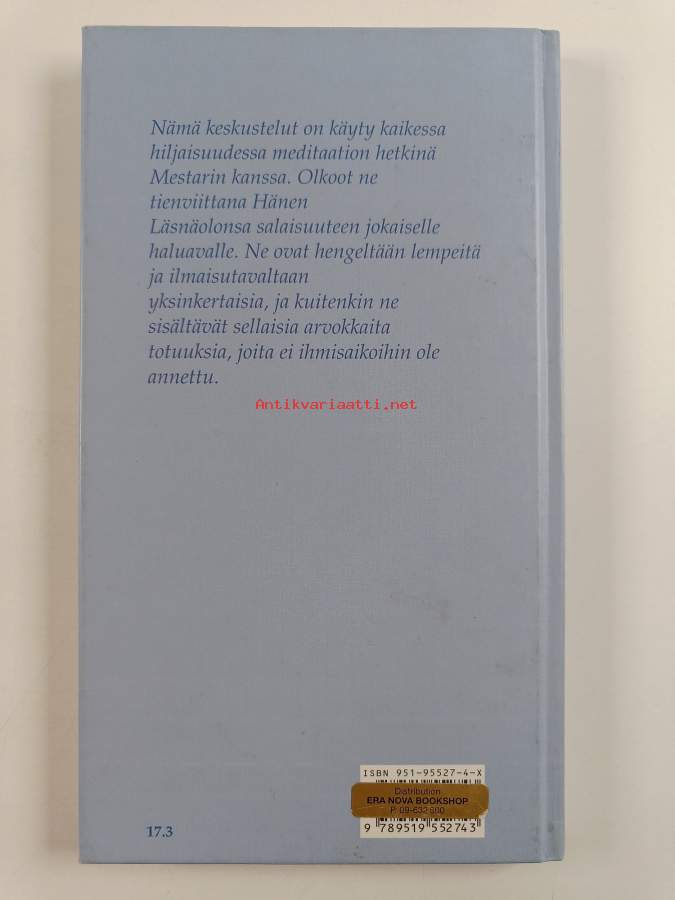 Nämä keskustelut on käyty kaikessa
hiljaisuudessa meditaation hetkinä
Mestarin kanssa. Olkoot ne
tienviittana Hänen
Läsnäolonsa salaisuuteen jokaiselle
haluavalle. Ne ovat hengeltään lempeitä
ja ilmaisutavaltaan
yksinkertaisia, ja kuitenkin ne
sisältävät sellaisia arvokkaita
totuuksia, joita ei ihmisaikoihin ole
annettu.
Antikvariaatti.net
ISBN 951-95527-4-X
Distribution
ERA NOVA BOOKSHOP
9 789519 552743
17.3